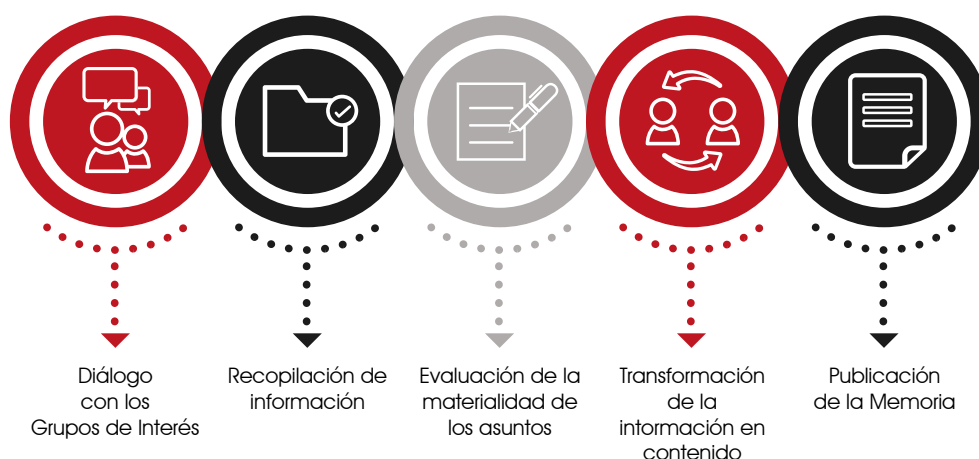 Diálogo
con los
Grupos de Interés
Recopilación de
información
Evaluación de la
materialidad de
los asuntos
Transformación
de la
intormación en
contenido
Publicación
de la Memoria